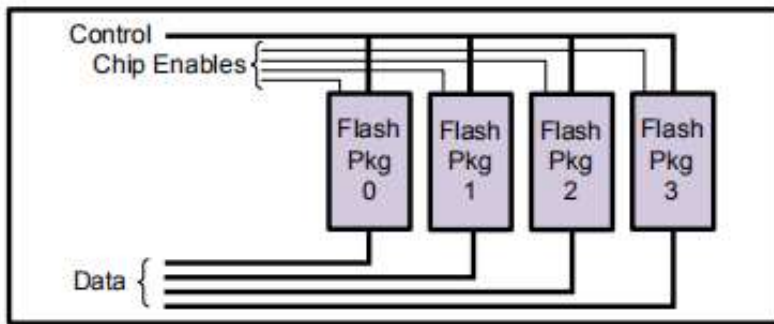 Control
Chip Enables
Flash
Pkg
0
Flash
Pkg
1
Flash
Pkg
2
Flash
Pkg
3
Data